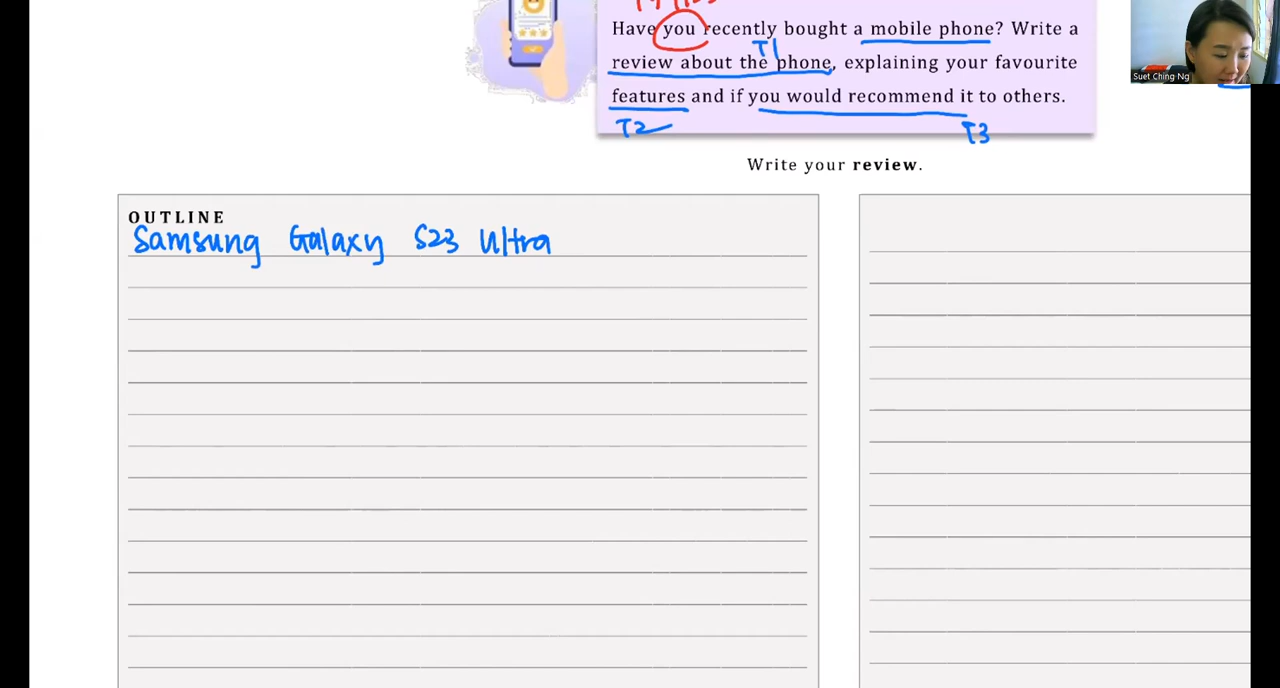 Have you recently bought a mobile phone? Write a
T1
review about the phone, explaining your favourite
features and if you would recommend it to others.
T2
T3
Suet Ching Ng
Write your review.
OUTLINE
Samsung Galaxy S23 Ultra